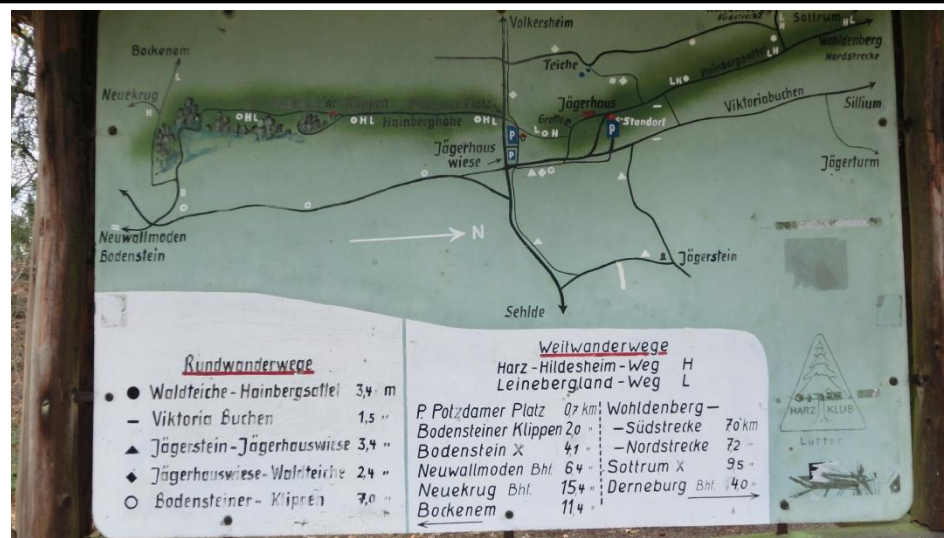 Volkersheim
Sottrum
H L
Wohldenberg
Nordstrecke
Hainbergsattel
L H
L N
Teiche
Bockenem
L
Neuekrug
H
Klippen
Platz
Hainberghöhe
O H L
O H L
O H L
L O H
Jägerhaus
Grotte
Standort
Viktoriabuchen
Sillium
P
P
P
Jägerhaus
wiese
Jägerturm
Neuwallmoden
Bodenstein
N
Jägerstein
Sehlde
Rundwanderwege
Waldteiche-Hainbergsattel 3,4 m
Viktoria Buchen 1,5 "
Jägerstein-Jägerhauswiese 3,4 "
Jägerhauswiese-Waldteiche 2,4 "
Bodensteiner-Klippen 7,0 "
Weitwanderwege
Harz-Hildesheim-Weg H
Leinebergland-Weg L
P. Potzdamer Platz 0,7 km
Bodensteiner Klippen 2,0 "
Bodenstein X 4,1 "
Neuwallmoden Bhf. 6,4 "
Neuekrug Bhf. 15,4 "
Bockenem 11,4 "
Wohldenberg –
– Südstrecke 7,0 km
– Nordstrecke 7,2 "
Sottrum X 9,5 "
Derneburg Bhf. 4,0 "
HARZ KLUB
Lutter